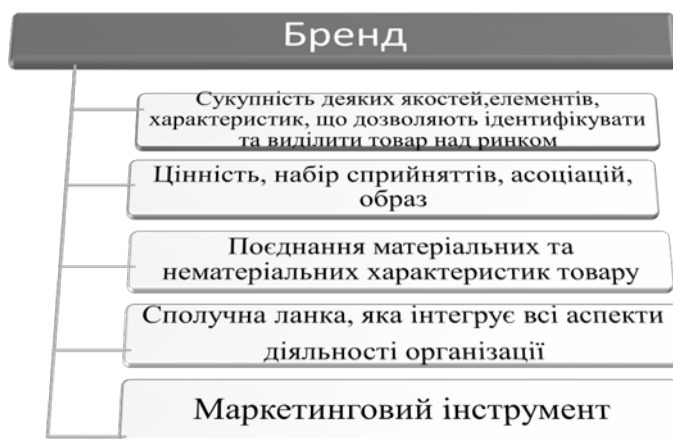 Бренд
Сукупність деяких якостей,елементів,
характеристик, що дозволяють ідентифікувати
та виділити товар над ринком
Цінність, набір сприйняттів, асоціацій,
образ
Поєднання матеріальних та
нематеріальних характеристик товару
Сполучна ланка, яка інтегрує всі аспекти
діяльності організації
Маркетинговий інструмент